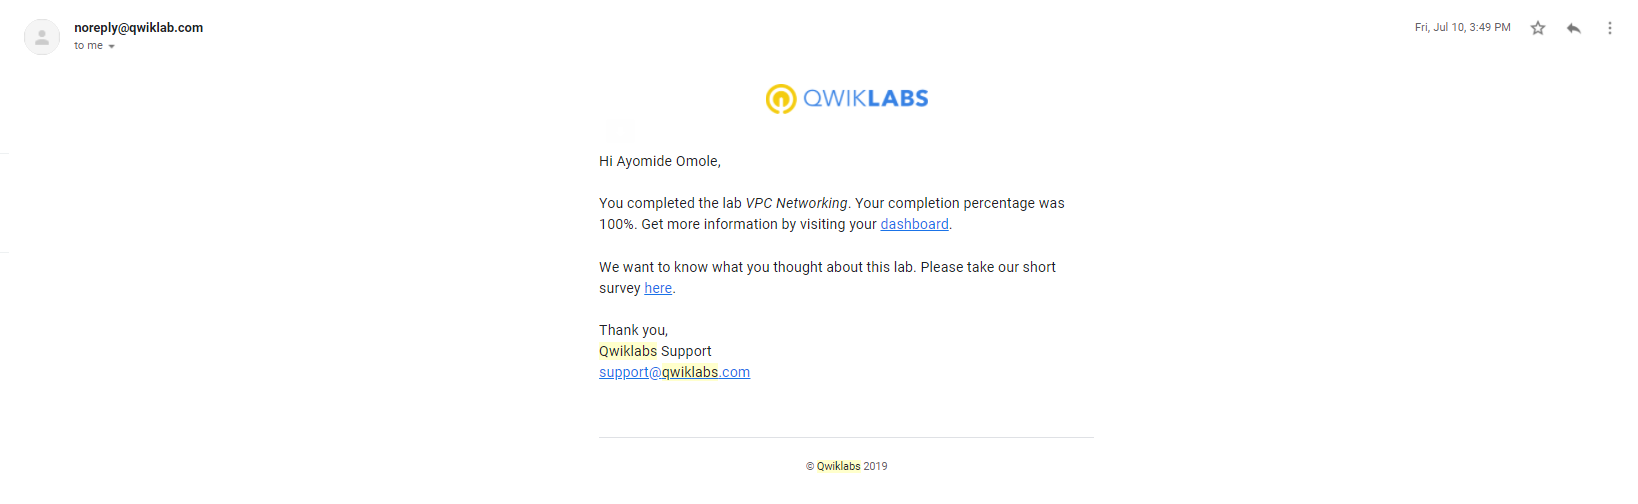 noreply@qwiklab.com
Fri, Jul 10, 3:49 PM
to me
QWIKLABS
Hi Ayomide Omole,
You completed the lab VPC Networking. Your completion percentage was
100%. Get more information by visiting your dashboard.
We want to know what you thought about this lab. Please take our short
survey here.
Thank you,
Qwiklabs Support
support@qwiklabs.com
© Qwiklabs 2019